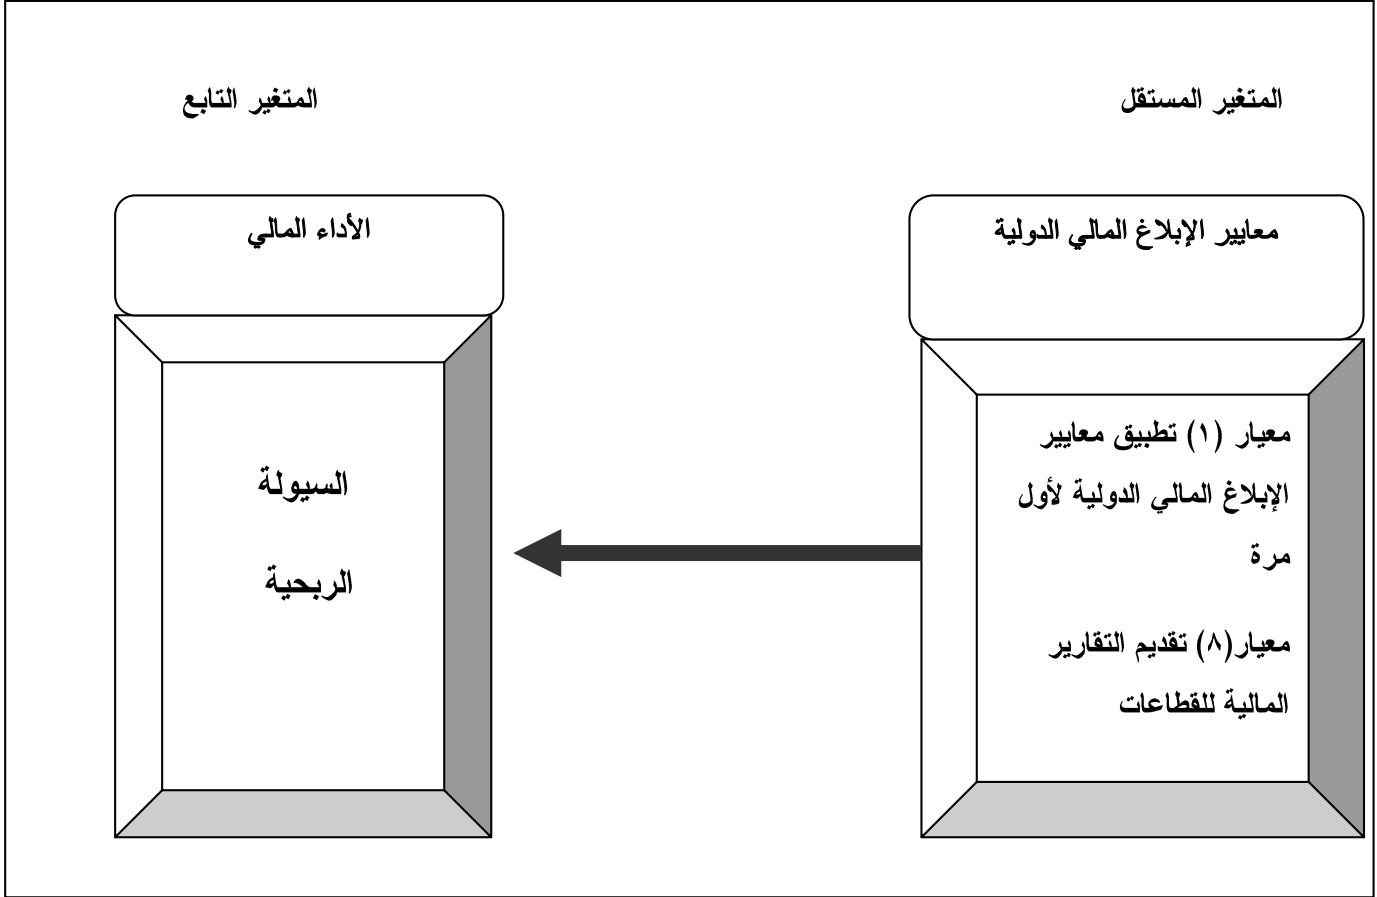 المتغير المستقل
المتغير التابع
معايير الإبلاغ المالي الدولية
الأداء المالي
معيار (١) تطبيق معايير
الإبلاغ المالي الدولية لأول
مرة
معيار(٨) تقديم التقارير
المالية للقطاعات
السيولة
الربحية